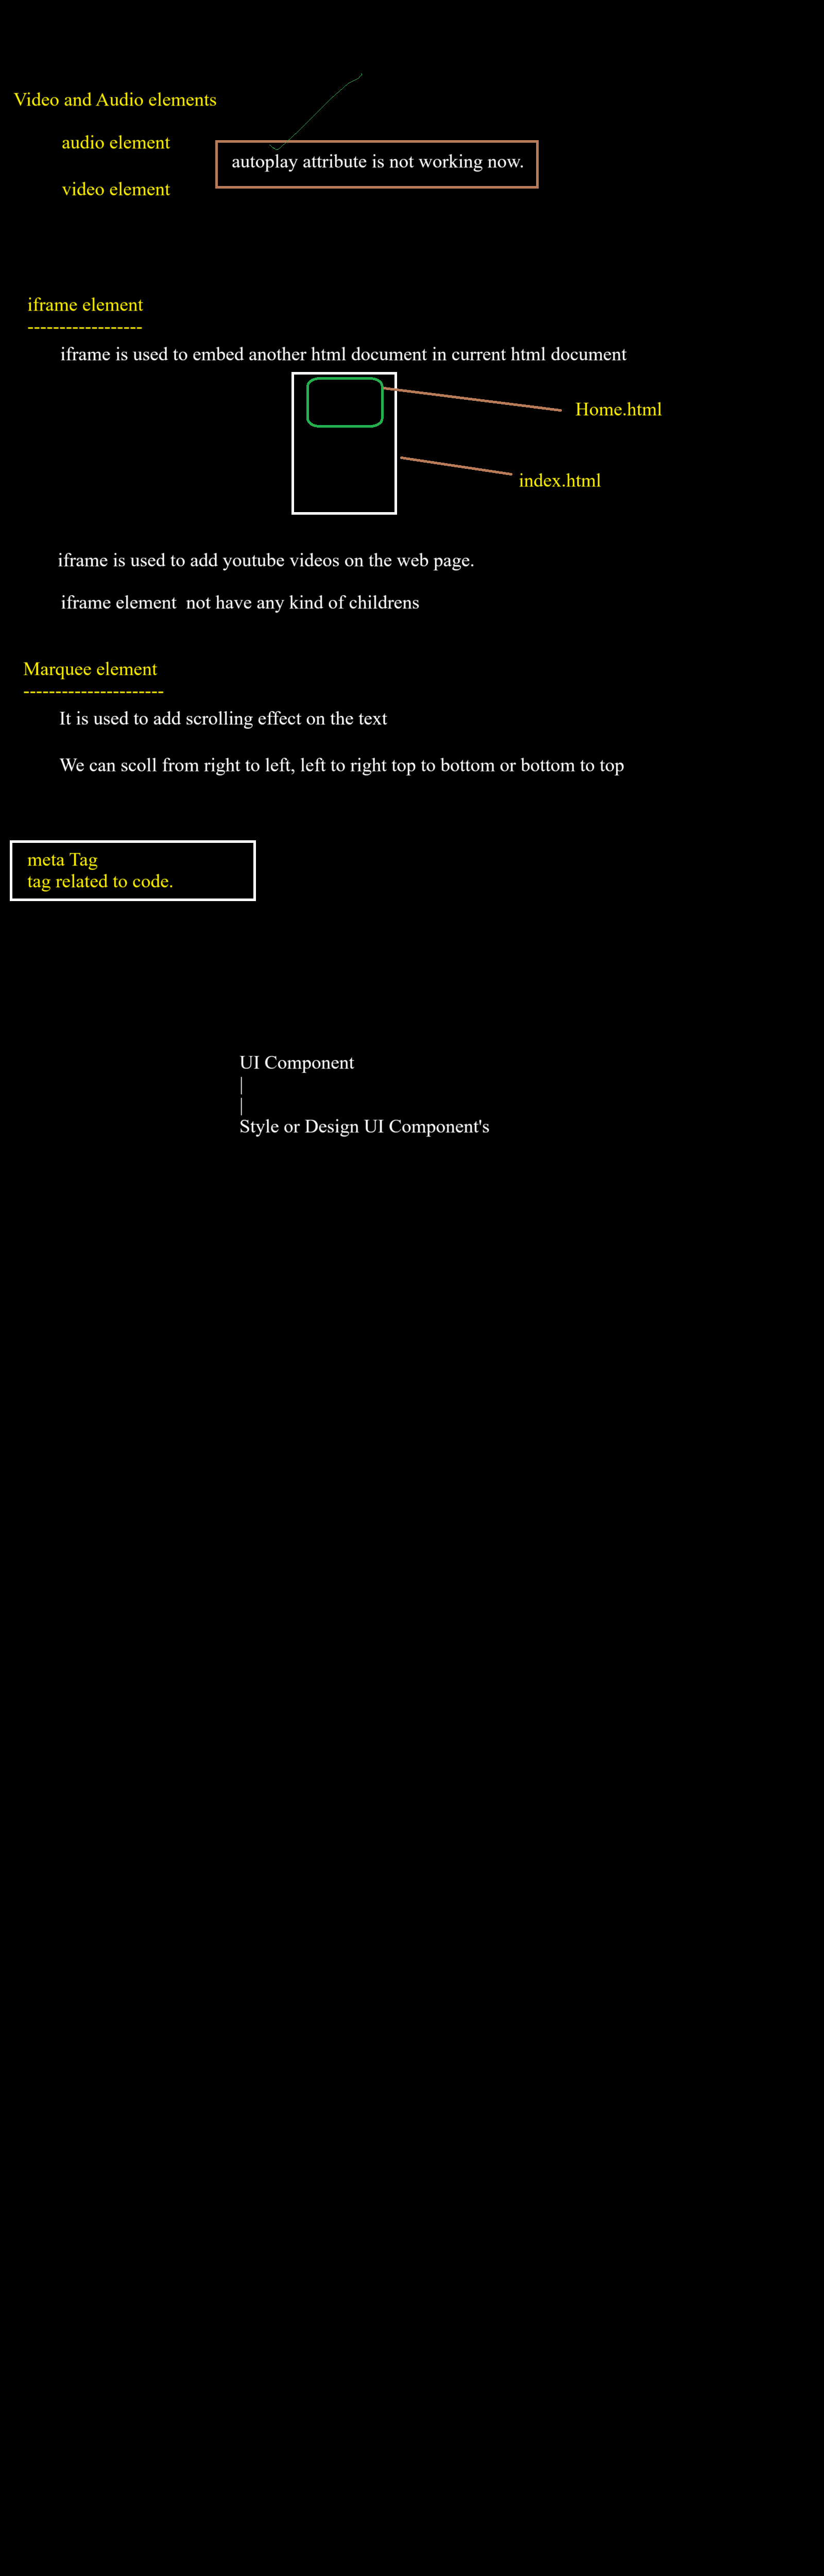 Video and Audio elements
audio element
autoplay attribute is not working now.
video element
iframe element
------------------
iframe is used to embed another html document in current html document
Home.html
index.html
iframe is used to add youtube videos on the web page.
iframe element  not have any kind of childrens
Marquee element
----------------------
It is used to add scrolling effect on the text
We can scoll from right to left, left to right top to bottom or bottom to top
meta Tag
tag related to code.
UI Component
|
|
Style or Design UI Component's